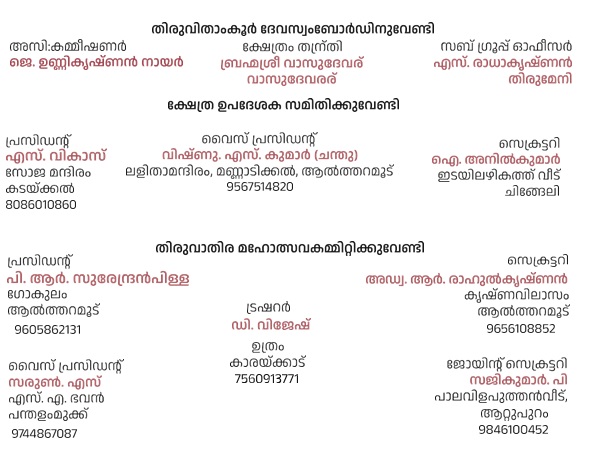 തിരുവിതാംകൂർ ദേവസ്വംബോർഡിനുവേണ്ടി
അസി:കമ്മീഷണർ
ജെ. ഉണ്ണികൃഷ്ണൻ നായർ
ക്ഷേത്രം തന്ത്രി
ബ്രഹ്മശ്രീ വാസുദേവര്
വാസുദേവരര്
സബ് ഗ്രൂപ്പ് ഓഫീസർ
എസ്. രാധാകൃഷ്ണൻ
തിരുമേനി
ക്ഷേത്ര ഉപദേശക സമിതിക്കുവേണ്ടി
പ്രസിഡന്റ്
എസ്. വികാസ്
സോജ മന്ദിരം
കടയ്ക്കൽ
8086010860
വൈസ് പ്രസിഡന്റ്
വിഷ്ണു. എസ്. കുമാർ (ചന്തു)
ലളിതാമന്ദിരം, മണ്ണാടിക്കൽ, ആൽത്തറമൂട്
9567514820
സെക്രട്ടറി
ഐ. അനിൽകുമാർ
ഇടയിലഴികത്ത് വീട്
ചിങ്ങേലി
തിരുവാതിര മഹോത്സവകമ്മിറ്റിക്കുവേണ്ടി
പ്രസിഡന്റ്
പി. ആർ. സുരേന്ദ്രൻപിള്ള
ഗോകുലം
ആൽത്തറമൂട്
9605862131
സെക്രട്ടറി
അഡ്വ. ആർ. രാഹുൽകൃഷ്ണൻ
കൃഷ്ണവിലാസം
ആൽത്തറമൂട്
9656108852
ട്രഷറർ
ഡി. വിജേഷ്
ഉത്രം
കാരയ്ക്കാട്
7560913771
വൈസ് പ്രസിഡന്റ്
സരുൺ. എസ്
എസ്. എ. ഭവൻ
പന്തളംമുക്ക്
9744867087
ജോയിന്റ് സെക്രട്ടറി
സജികുമാർ. പി
പാലവിളപുത്തൻവീട്,
ആറ്റുപുറം
9846100452